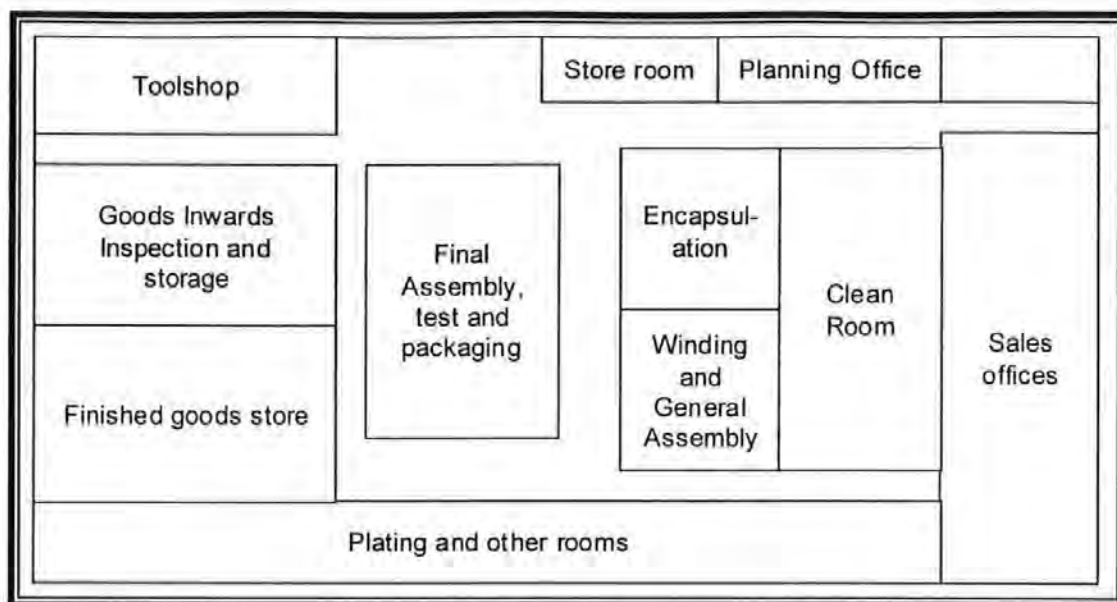 Toolshop
Store room
Planning Office
Goods Inwards
Inspection and
storage
Final
Assembly,
test and
packaging
Encapsul-
ation
Clean
Room
Winding
and
General
Assembly
Sales
offices
Finished goods store
Plating and other rooms